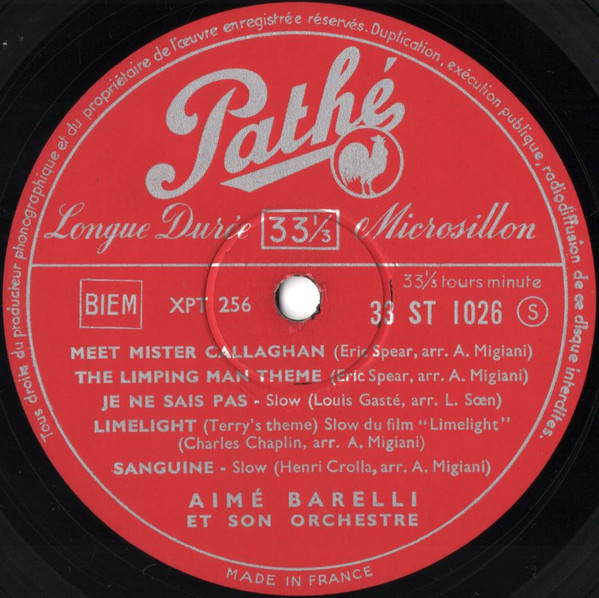 Tous droits du producteur phonographique et du propriétaire de l'œuvre enregistrée réservés. Duplication, exécution publique, radiodiffusion de ce disque interdites.
Pathé
Longue Durée 33⅓ Microsillon
33⅓ tours minute
BIEM XPT 256 33 ST 1026 S
MEET MISTER CALLAGHAN (Eric Spear, arr. A. Migiani)
THE LIMPING MAN THEME (Eric Spear, arr. A. Migiani)
JE NE SAIS PAS - Slow (Louis Gasté, arr. L. Sœn)
LIMELIGHT (Terry's theme) Slow du film "Limelight"
(Charles Chaplin, arr. A. Migiani)
SANGUINE - Slow (Henri Crolla, arr. A. Migiani)
AIMÉ BARELLI
ET SON ORCHESTRE
MADE IN FRANCE